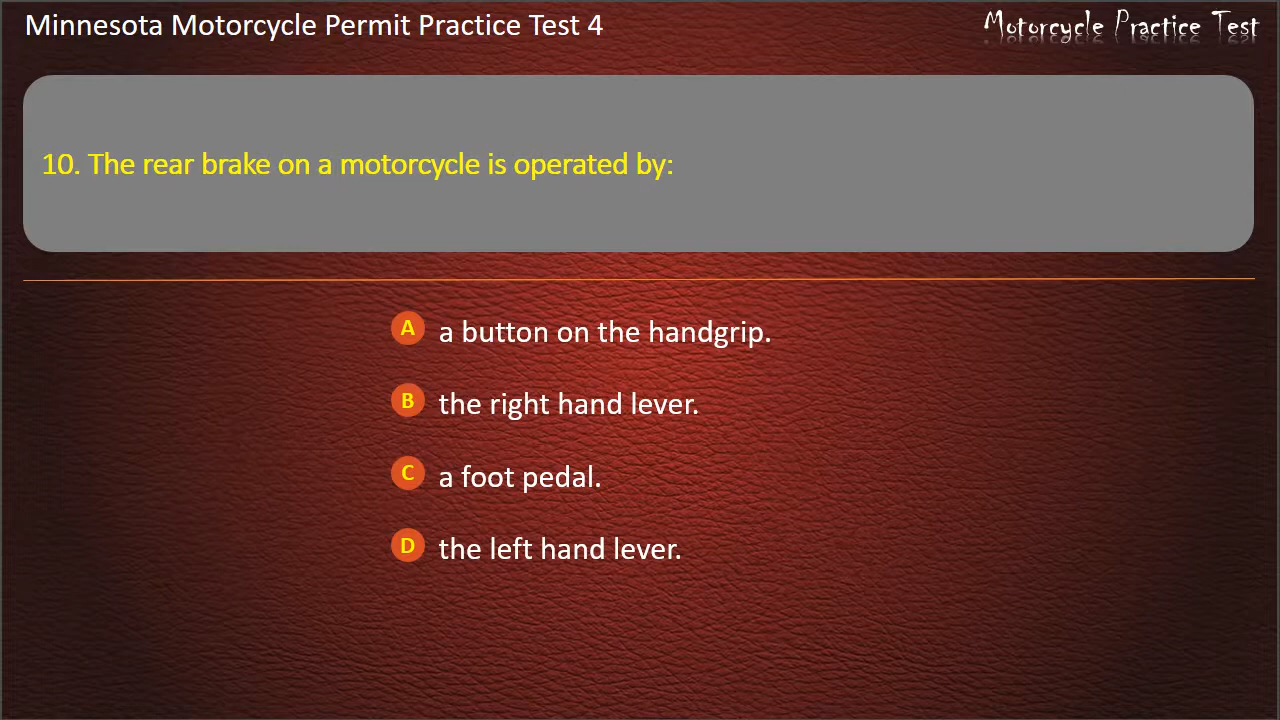 Minnesota Motorcycle Permit Practice Test 4
Motorcycle Practice Test
10. The rear brake on a motorcycle is operated by:
A a button on the handgrip.
B the right hand lever.
C a foot pedal.
D the left hand lever.